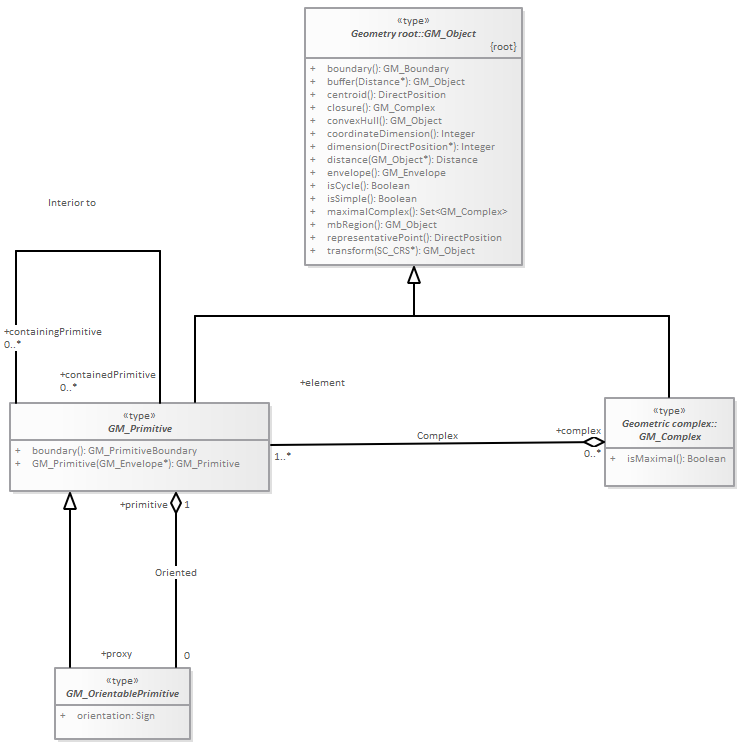 «type»
Geometry root::GM_Object
{root}
+ boundary(): GM_Boundary
+ buffer(Distance*): GM_Object
+ centroid(): DirectPosition
+ closure(): GM_Complex
+ convexHull(): GM_Object
+ coordinateDimension(): Integer
+ dimension(DirectPosition*): Integer
+ distance(GM_Object*): Distance
+ envelope(): GM_Envelope
+ isCycle(): Boolean
+ isSimple(): Boolean
+ maximalComplex(): Set<GM_Complex>
+ mbRegion(): GM_Object
+ representativePoint(): DirectPosition
+ transform(SC_CRS*): GM_Object
Interior to
+containingPrimitive
0..*
+containedPrimitive
0..*
+element
«type»
GM_Primitive
+ boundary(): GM_PrimitiveBoundary
+ GM_Primitive(GM_Envelope*): GM_Primitive
1..*
Complex
+complex
0..*
«type»
Geometric complex::
GM_Complex
+ isMaximal(): Boolean
+primitive
1
Oriented
+proxy
0
«type»
GM_OrientablePrimitive
+ orientation: Sign